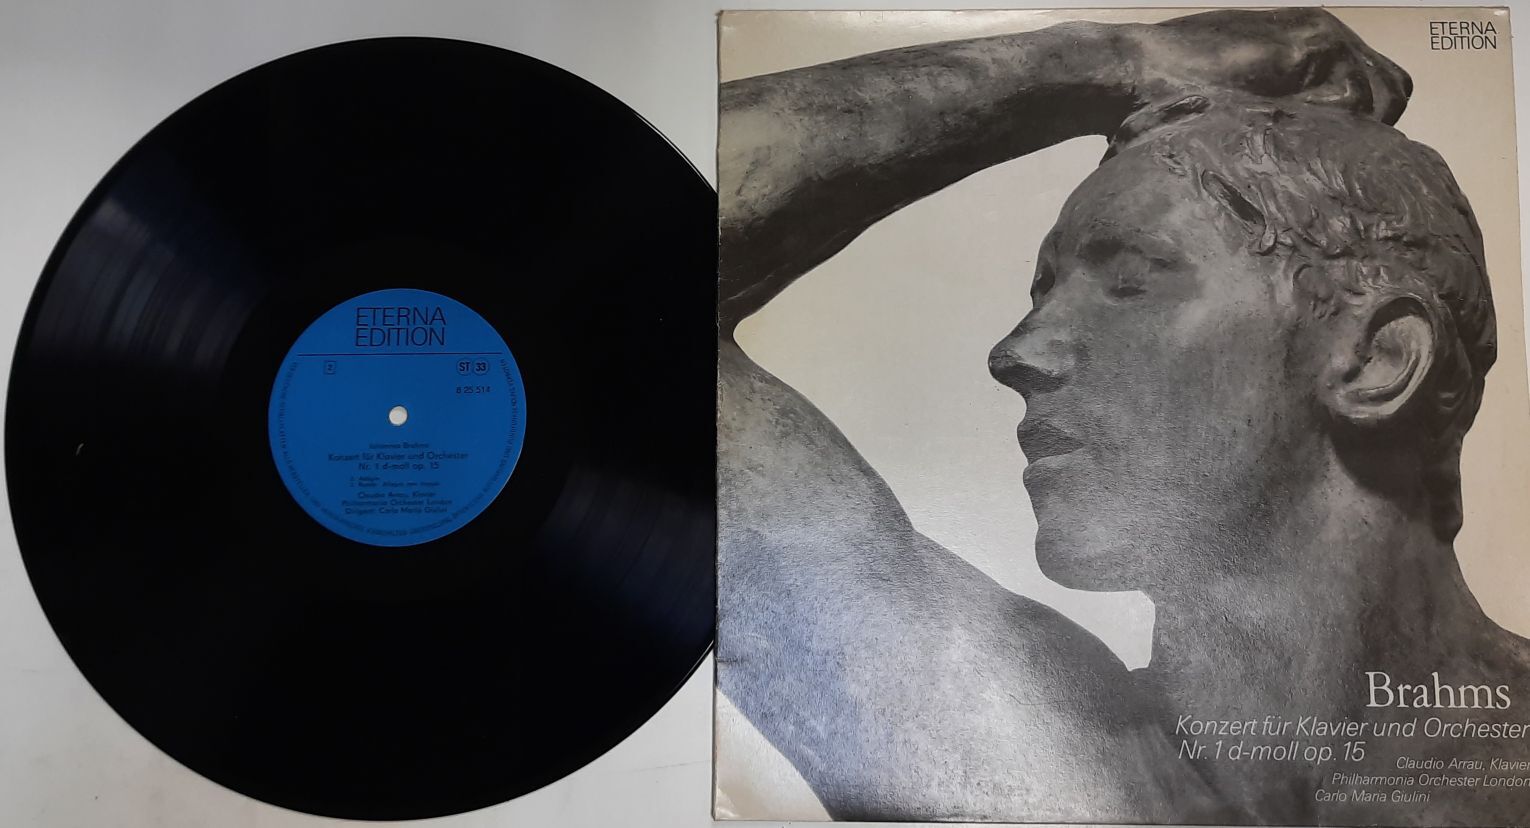 ETERNA
EDITION
2
ST 33
8 25 514
Johannes Brahms
Konzert für Klavier und Orchester
Nr. 1 d-moll op. 15
2. Adagio
3. Rondo · Allegro non troppo
Claudio Arrau, Klavier
Philharmonia Orchester London
Dirigent: Carlo Maria Giulini
ETERNA
EDITION
Brahms
Konzert für Klavier und Orchester
Nr. 1 d-moll op. 15
Claudio Arrau, Klavier
Philharmonia Orchester London
Carlo Maria Giulini